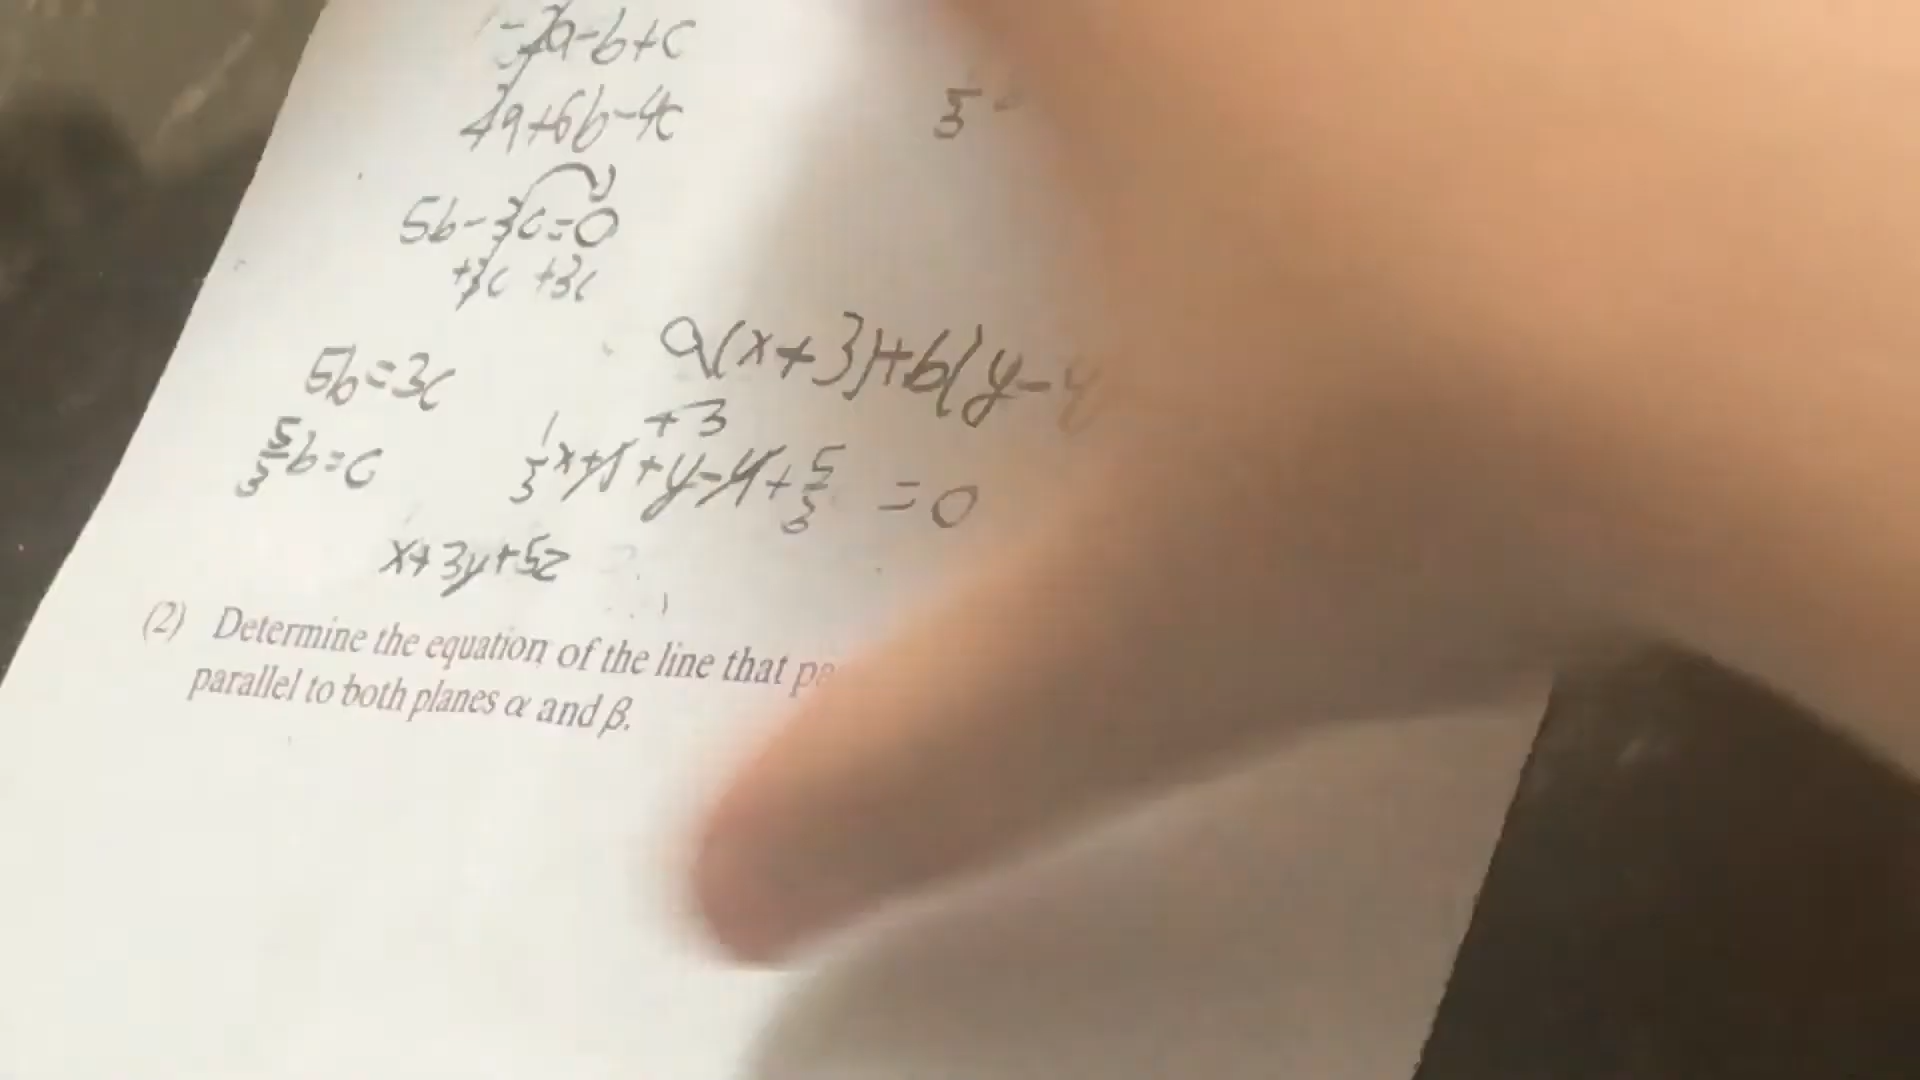 -2a-b+c
2a+6b-4c
5b-3c=0
+3c +3c
5b=3c
a(x+3)+b(y-4
+3
5/3b=c
1/3x+1+y-4+5/3 =0
x+3y+5z
(2) Determine the equation of the line that
parallel to both planes α and β.